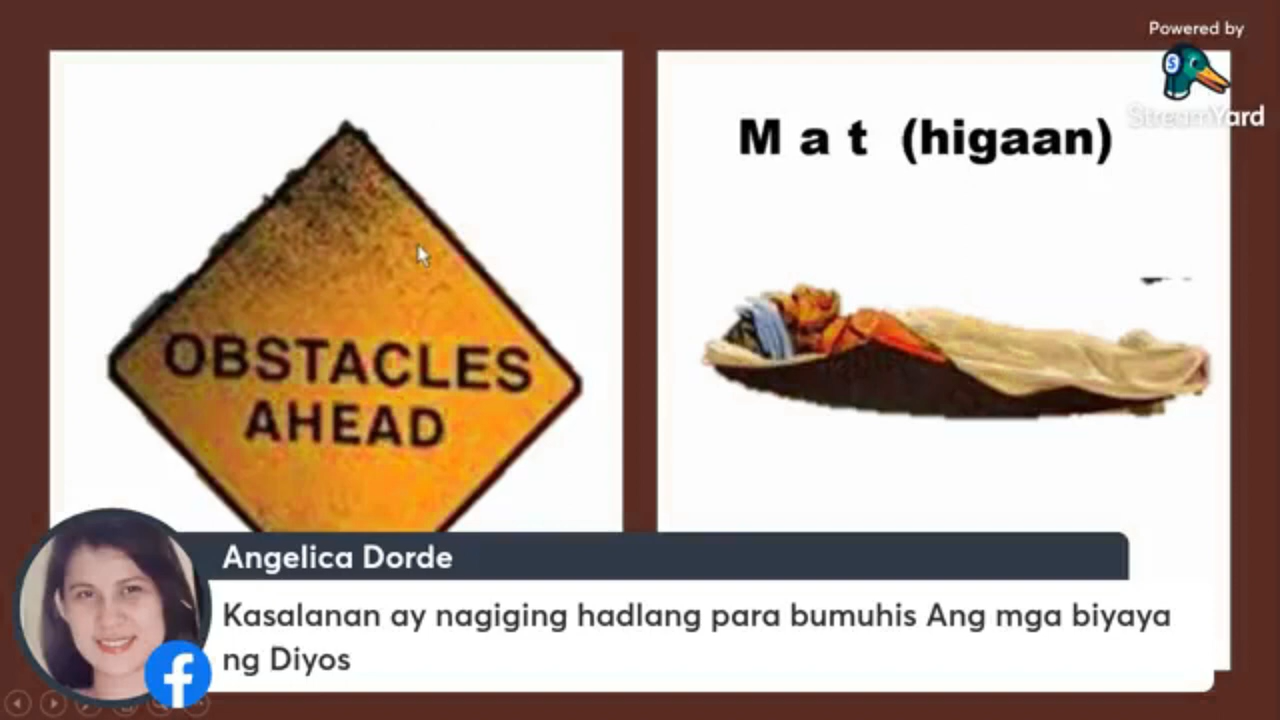 Powered by
StreamYard
M a t (higaan)
OBSTACLES
AHEAD
Angelica Dorde
Kasalanan ay nagiging hadlang para bumuhis Ang mga biyaya
ng Diyos